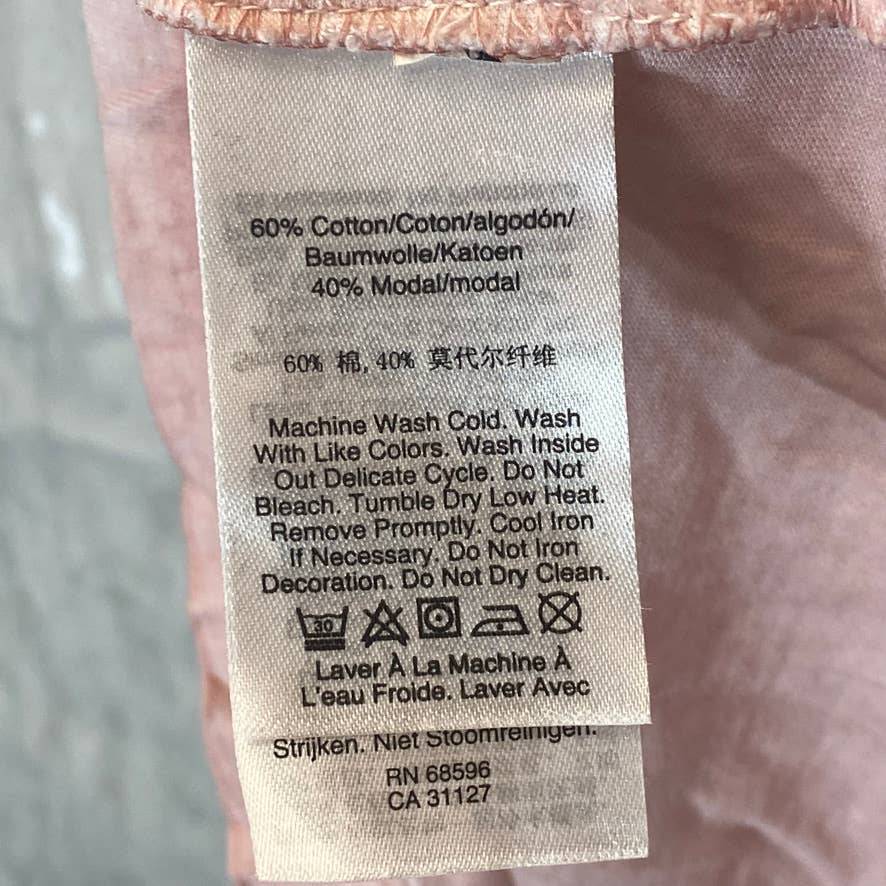 60% Cotton/Coton/algodón/
Baumwolle/Katoen
40% Modal/modal
60% 棉, 40% 莫代尔纤维
Machine Wash Cold. Wash
With Like Colors. Wash Inside
Out Delicate Cycle. Do Not
Bleach. Tumble Dry Low Heat.
Remove Promptly. Cool Iron
If Necessary. Do Not Iron
Decoration. Do Not Dry Clean.
30
Laver À La Machine À
L'eau Froide. Laver Avec
Strijken. Niet Stoomreinigen.
RN 68596
CA 31127